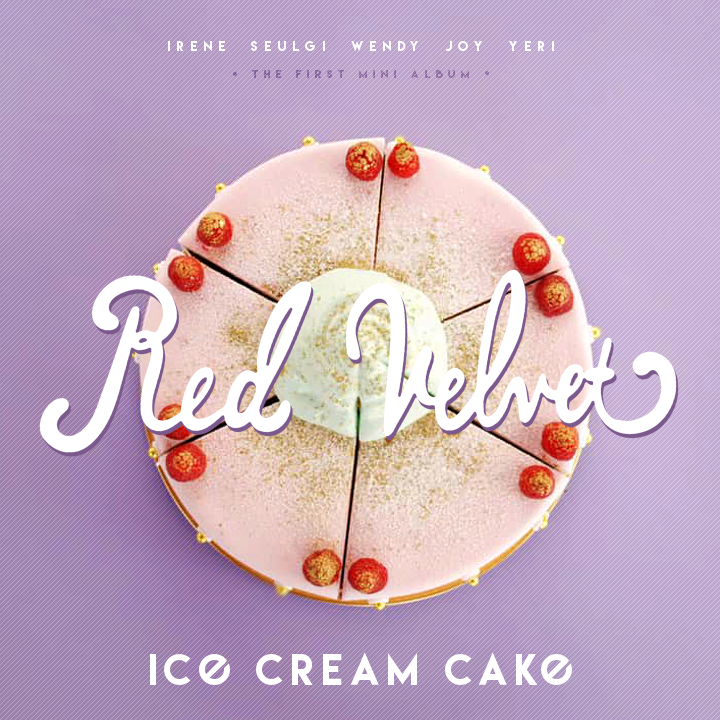 IRENE SEULGI WENDY JOY YERI
• THE FIRST MINI ALBUM •
Red Velvet
ICE CREAM CAKE